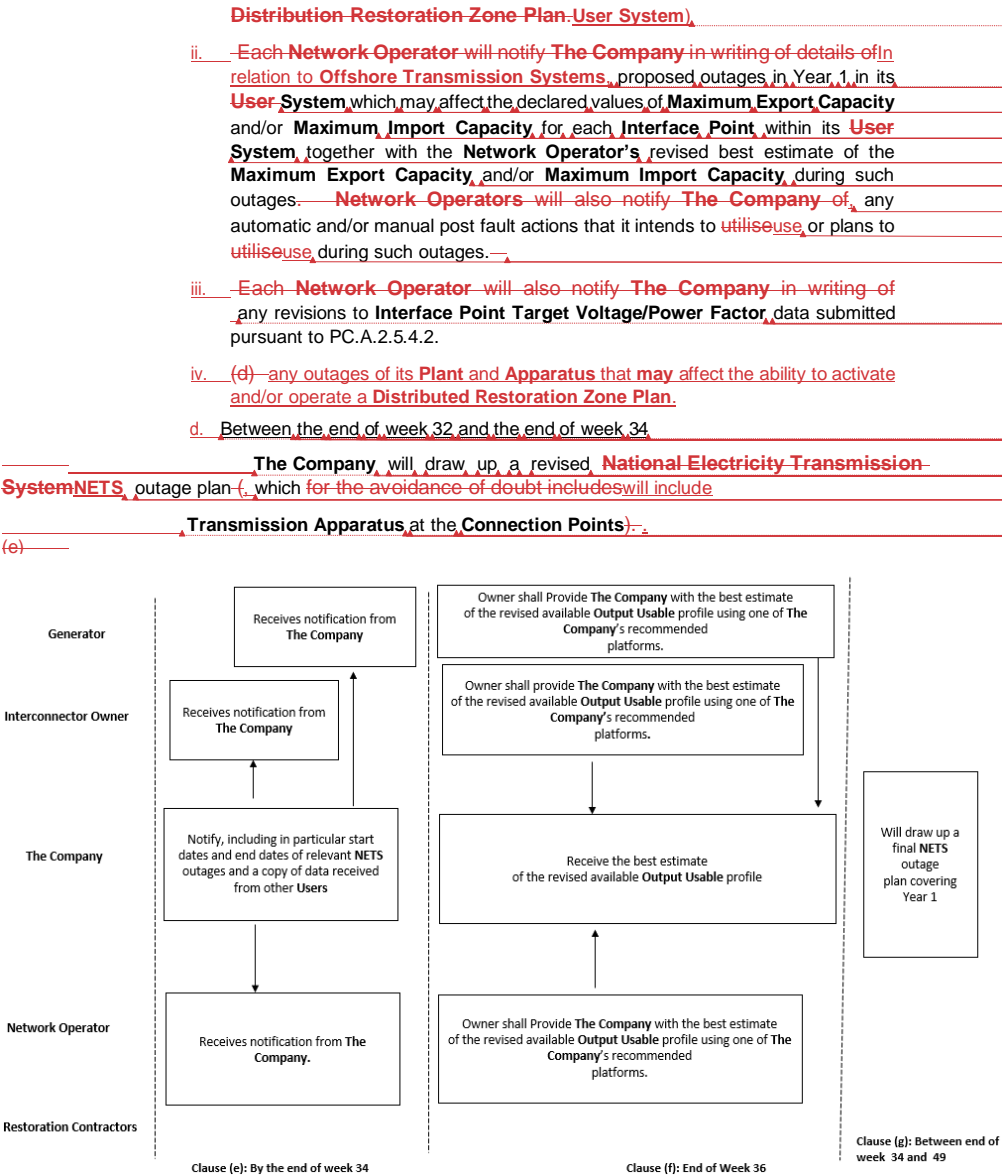 Distribution Restoration Zone Plan.User System)
ii. Each Network Operator will notify The Company in writing of details ofIn
relation to Offshore Transmission Systems, proposed outages in Year 1 in its
User System which may affect the declared values of Maximum Export Capacity
and/or Maximum Import Capacity for each Interface Point within its User
System together with the Network Operator's revised best estimate of the
Maximum Export Capacity and/or Maximum Import Capacity during such
outages. Network Operators will also notify The Company of, any
automatic and/or manual post fault actions that it intends to utiliseuse or plans to
utiliseuse during such outages.
iii. Each Network Operator will also notify The Company in writing of
any revisions to Interface Point Target Voltage/Power Factor data submitted
pursuant to PC.A.2.5.4.2.
iv. (d) any outages of its Plant and Apparatus that may affect the ability to activate
and/or operate a Distributed Restoration Zone Plan.
d. Between the end of week 32 and the end of week 34
The Company will draw up a revised National Electricity Transmission
SystemNETS outage plan (, which for the avoidance of doubt includeswill include
Transmission Apparatus at the Connection Points). .
(e)
Generator
Receives notification from
The Company
Owner shall Provide The Company with the best estimate
of the revised available Output Usable profile using one of The
Company's recommended
platforms.
Interconnector Owner
Receives notification from
The Company
Owner shall provide The Company with the best estimate
of the revised available Output Usable profile using one of The
Company's recommended
platforms.
The Company
Notify, including in particular start
dates and end dates of relevant NETS
outages and a copy of data received
from other Users
Receive the best estimate
of the revised available Output Usable profile
Will draw up a
final NETS
outage
plan covering
Year 1
Network Operator
Receives notification from The
Company.
Owner shall Provide The Company with the best estimate
of the revised available Output Usable profile using one of The
Company's recommended
platforms.
Restoration Contractors
Clause (e): By the end of week 34
Clause (f): End of Week 36
Clause (g): Between end of
week 34 and 49